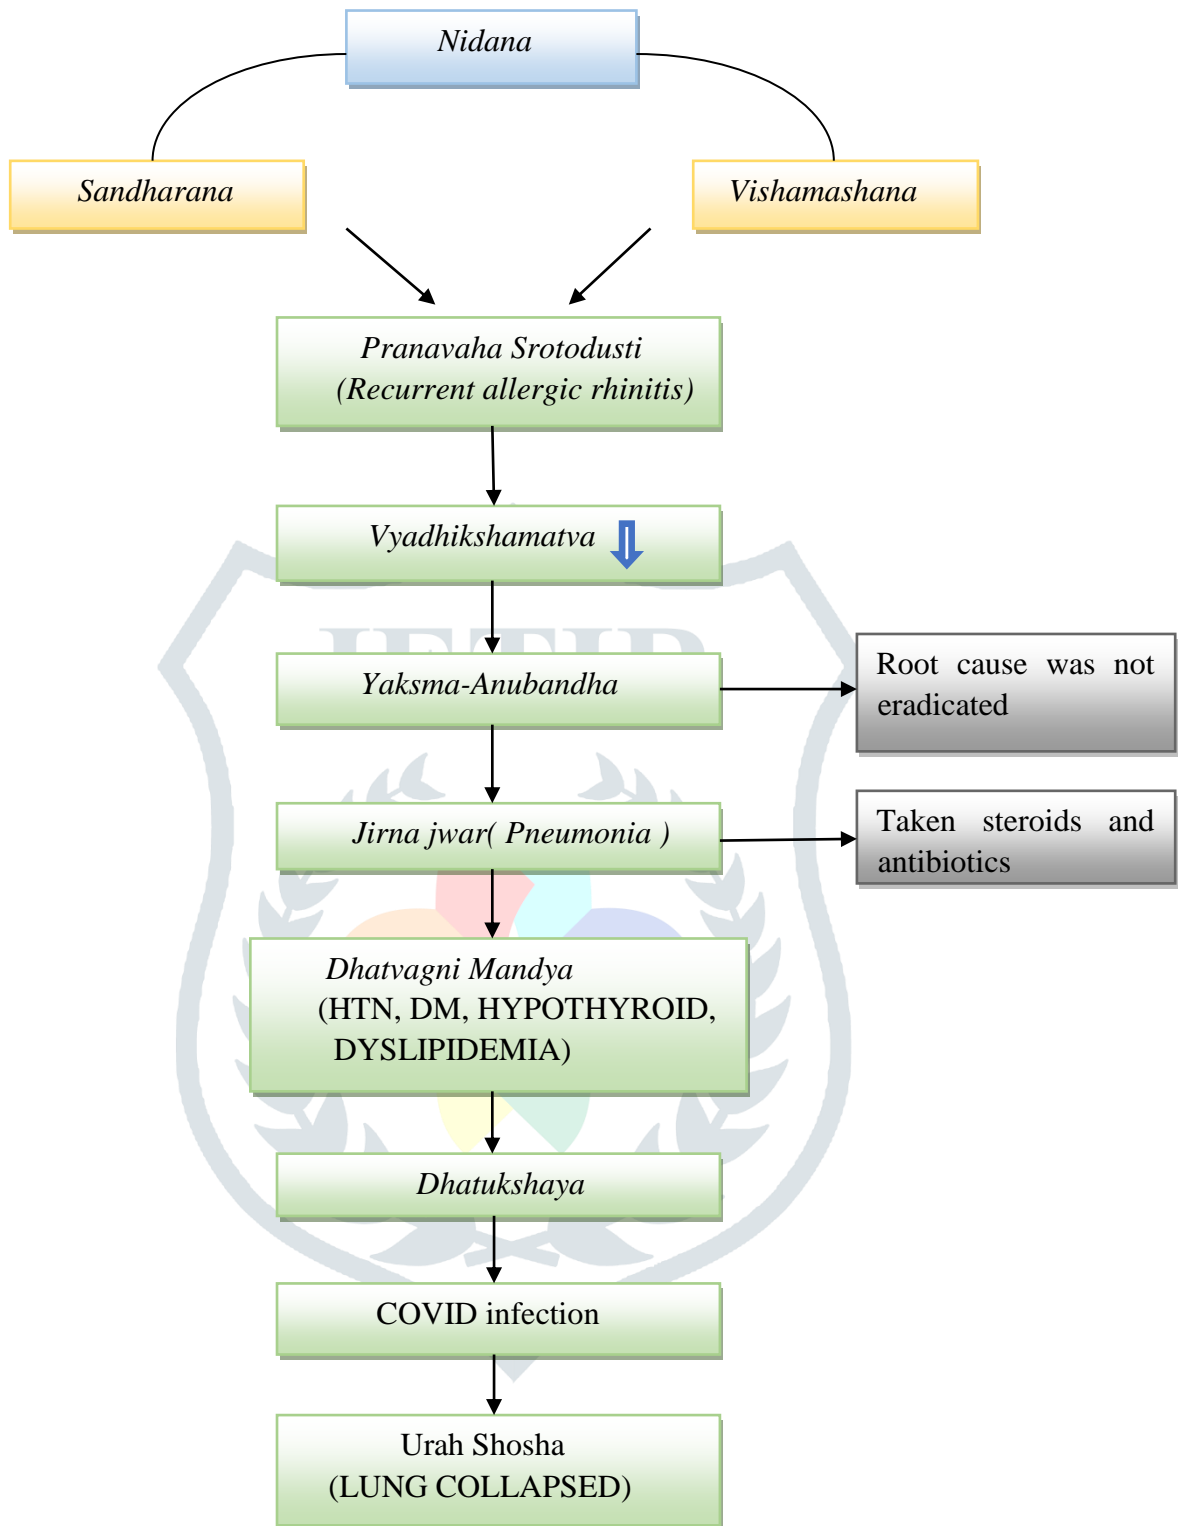 Nidana
Sandharana
Vishamashana
Pranavaha Srotodusti
(Recurrent allergic rhinitis)
Vyadhikshamatva
JETIR
Yaksma-Anubandha
Root cause was not
eradicated
Jirna jwar( Pneumonia )
Taken steroids and
antibiotics
Dhatvagni Mandya
(HTN, DM, HYPOTHYROID,
DYSLIPIDEMIA)
Dhatukshaya
COVID infection
Urah Shosha
(LUNG COLLAPSED)